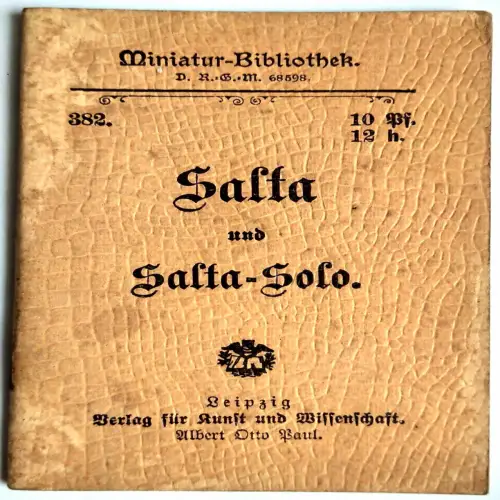 Miniatur-Bibliothek.
D. R.-G.-M. 68598.
382.
10 Pf.
12 h.
Salta
und
Salta-Solo.
Leipzig
Verlag für Kunst und Wissenschaft.
Albert Otto Paul.